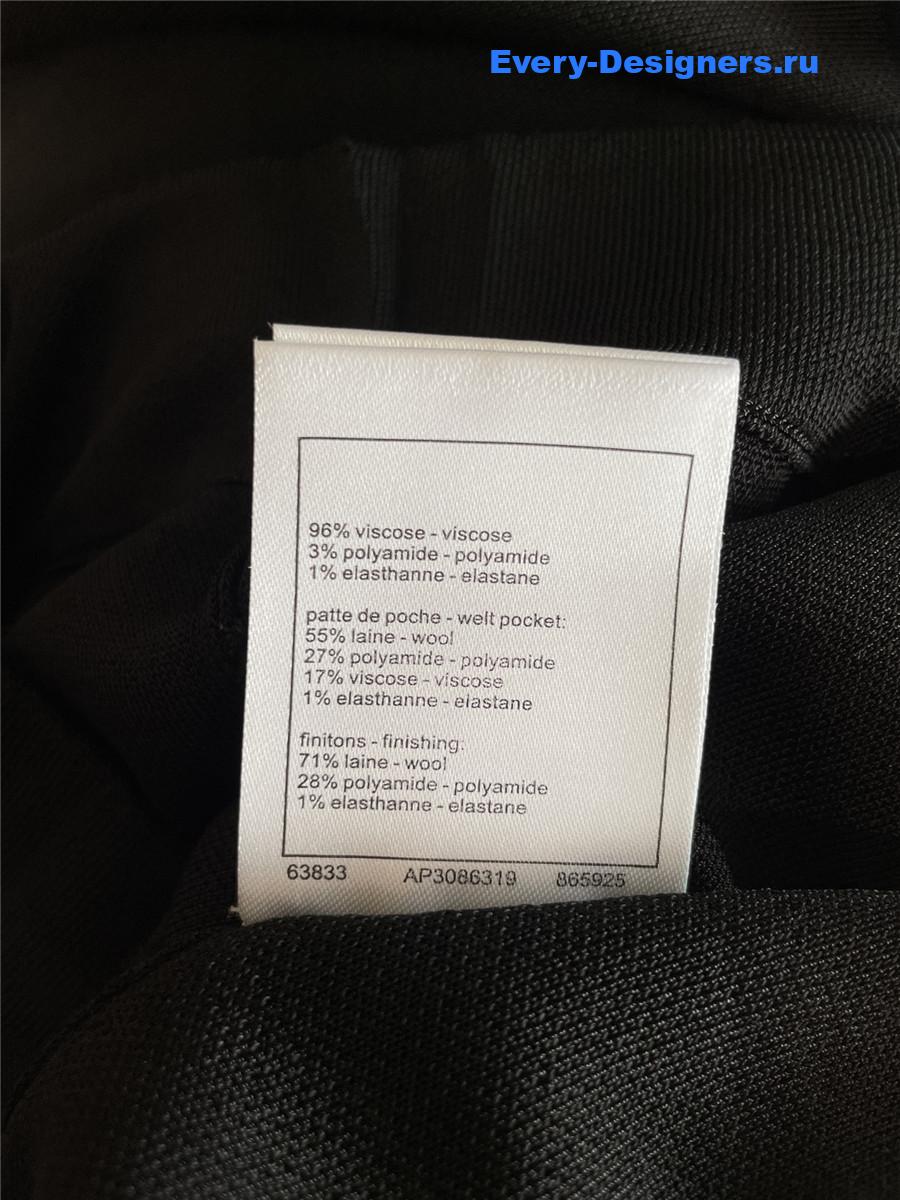 Every-Designers.ru
96% viscose - viscose
3% polyamide - polyamide
1% elasthanne - elastane
patte de poche - welt pocket:
55% laine - wool
27% polyamide - polyamide
17% viscose - viscose
1% elasthanne - elastane
finitons - finishing:
71% laine - wool
28% polyamide - polyamide
1% elasthanne - elastane
63833 AP3086319 865925